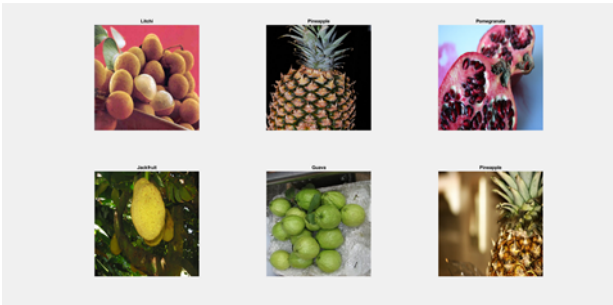 Litchi
Pineapple
Pomegranate
Jackfruit
Guava
Pineapple